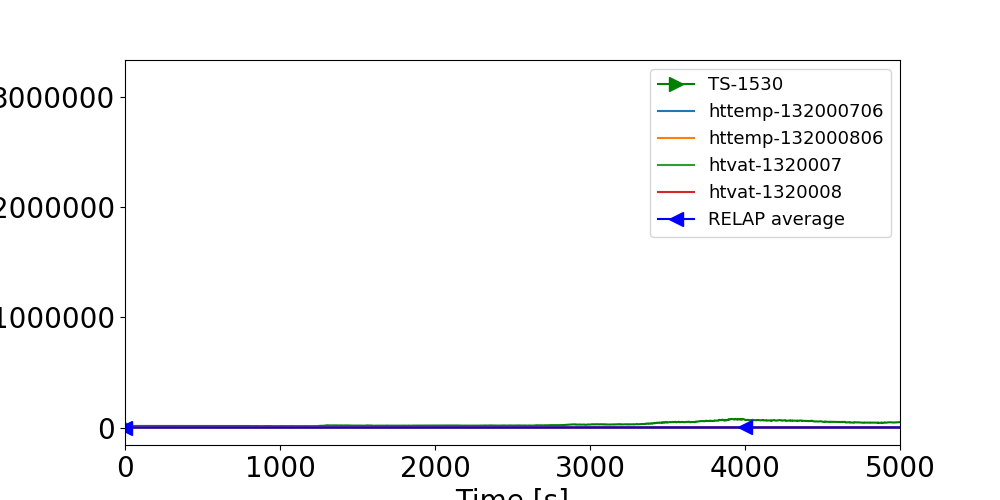 3000000
2000000
1000000
0
0 1000 2000 3000 4000 5000
Time [s]
TS-1530
httemp-132000706
httemp-132000806
htvat-1320007
htvat-1320008
RELAP average